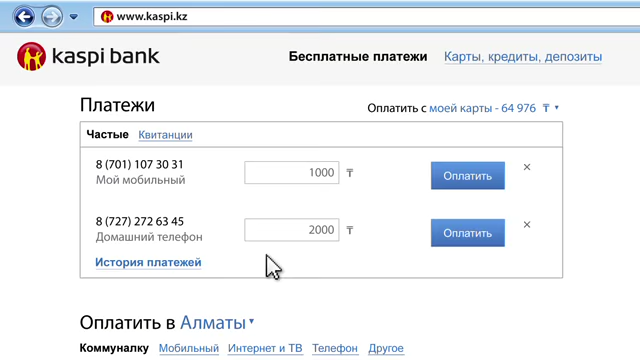 www.kaspi.kz
kaspi bank
Бесплатные платежи Карты, кредиты, депозиты
Платежи
Оплатить с моей карты - 64 976 ₸
Частые Квитанции
8 (701) 107 30 31
Мой мобильный
1000 ₸
Оплатить
8 (727) 272 63 45
Домашний телефон
2000 ₸
Оплатить
История платежей
Оплатить в Алматы
Коммуналку Мобильный Интернет и ТВ Телефон Другое